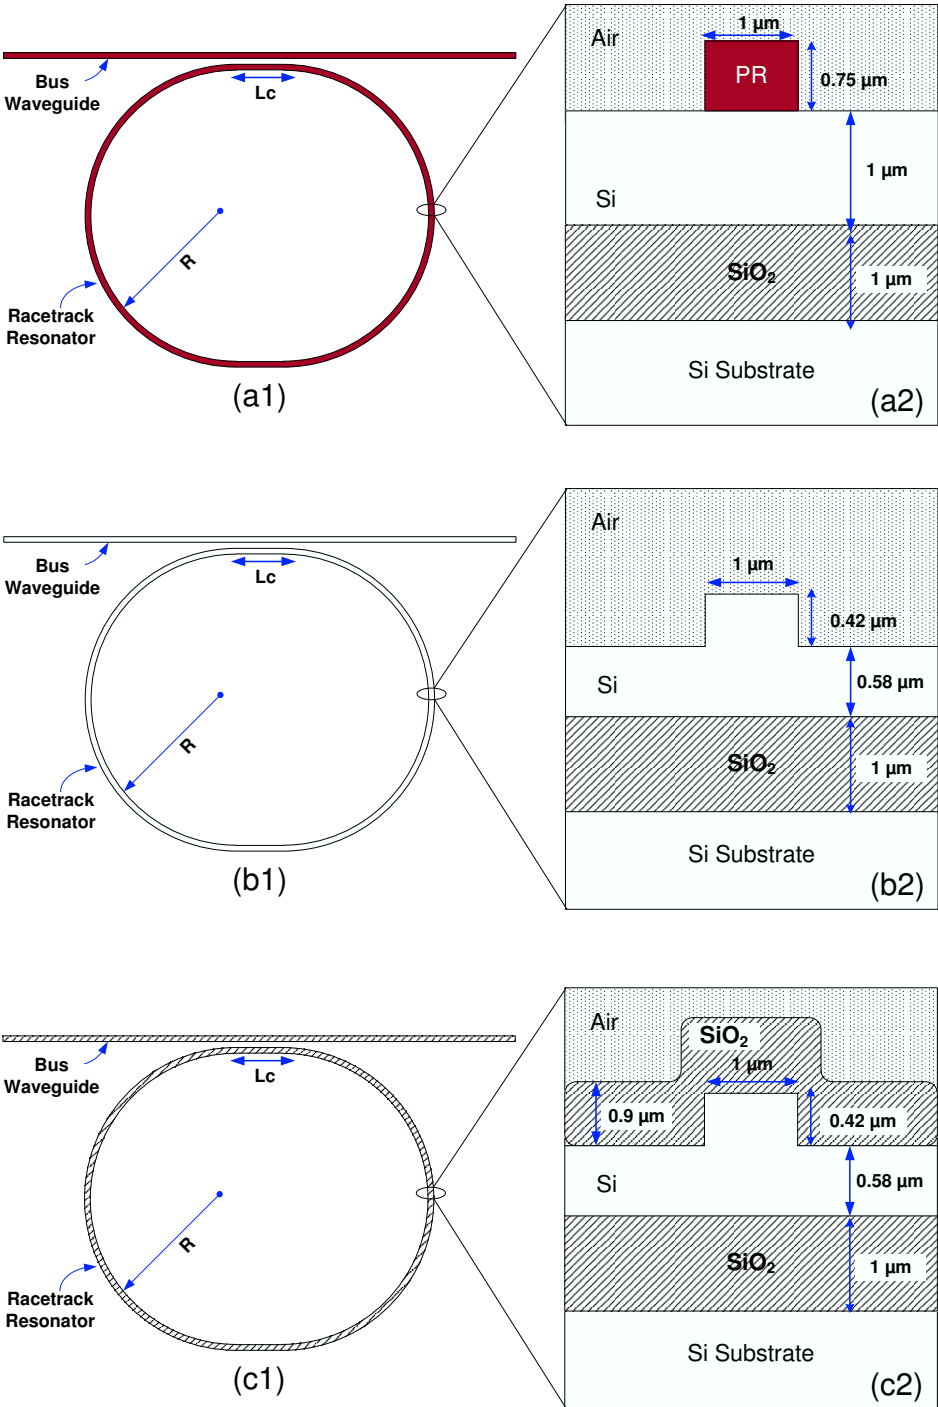 Bus
Waveguide
Lc
R
Racetrack
Resonator
(a1)
Air
1 µm
PR
0.75 µm
1 µm
Si
SiO₂
1 µm
Si Substrate
(a2)
Bus
Waveguide
Lc
R
Racetrack
Resonator
(b1)
Air
1 µm
0.42 µm
Si
0.58 µm
SiO₂
1 µm
Si Substrate
(b2)
Bus
Waveguide
Lc
R
Racetrack
Resonator
(c1)
Air
SiO₂
1 µm
0.9 µm
0.42 µm
Si
0.58 µm
SiO₂
1 µm
Si Substrate
(c2)